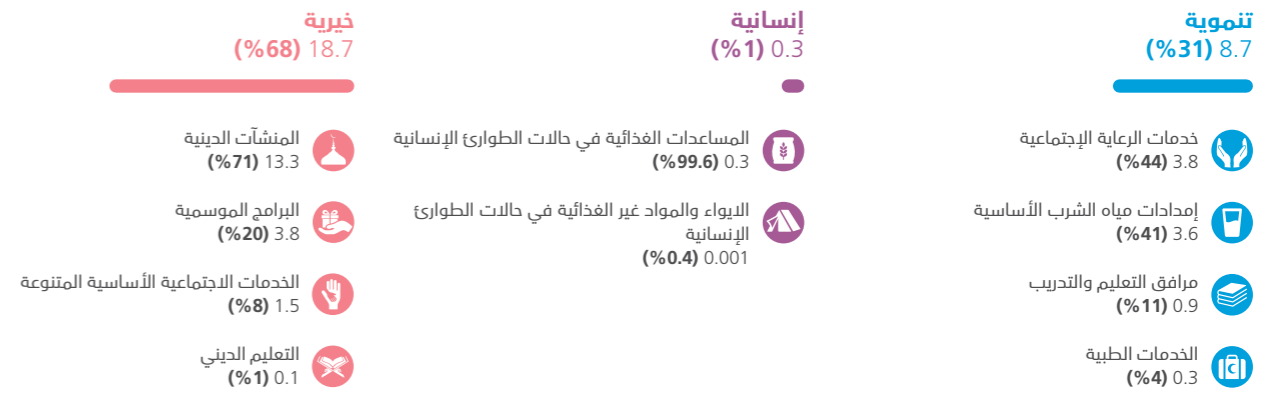 تنموية
8.7 (%31)
خدمات الرعاية الإجتماعية
3.8 (%44)
إمدادات مياه الشرب الأساسية
3.6 (%41)
مرافق التعليم والتدريب
0.9 (%11)
الخدمات الطبية
0.3 (%4)
إنسانية
0.3 (%1)
المساعدات الغذائية في حالات الطوارئ الإنسانية
0.3 (%99.6)
الايواء والمواد غير الغذائية في حالات الطوارئ
الإنسانية
0.001 (%0.4)
خيرية
18.7 (%68)
المنشآت الدينية
13.3 (%71)
البرامج الموسمية
3.8 (%20)
الخدمات الاجتماعية الأساسية المتنوعة
1.5 (%8)
التعليم الديني
0.1 (%1)